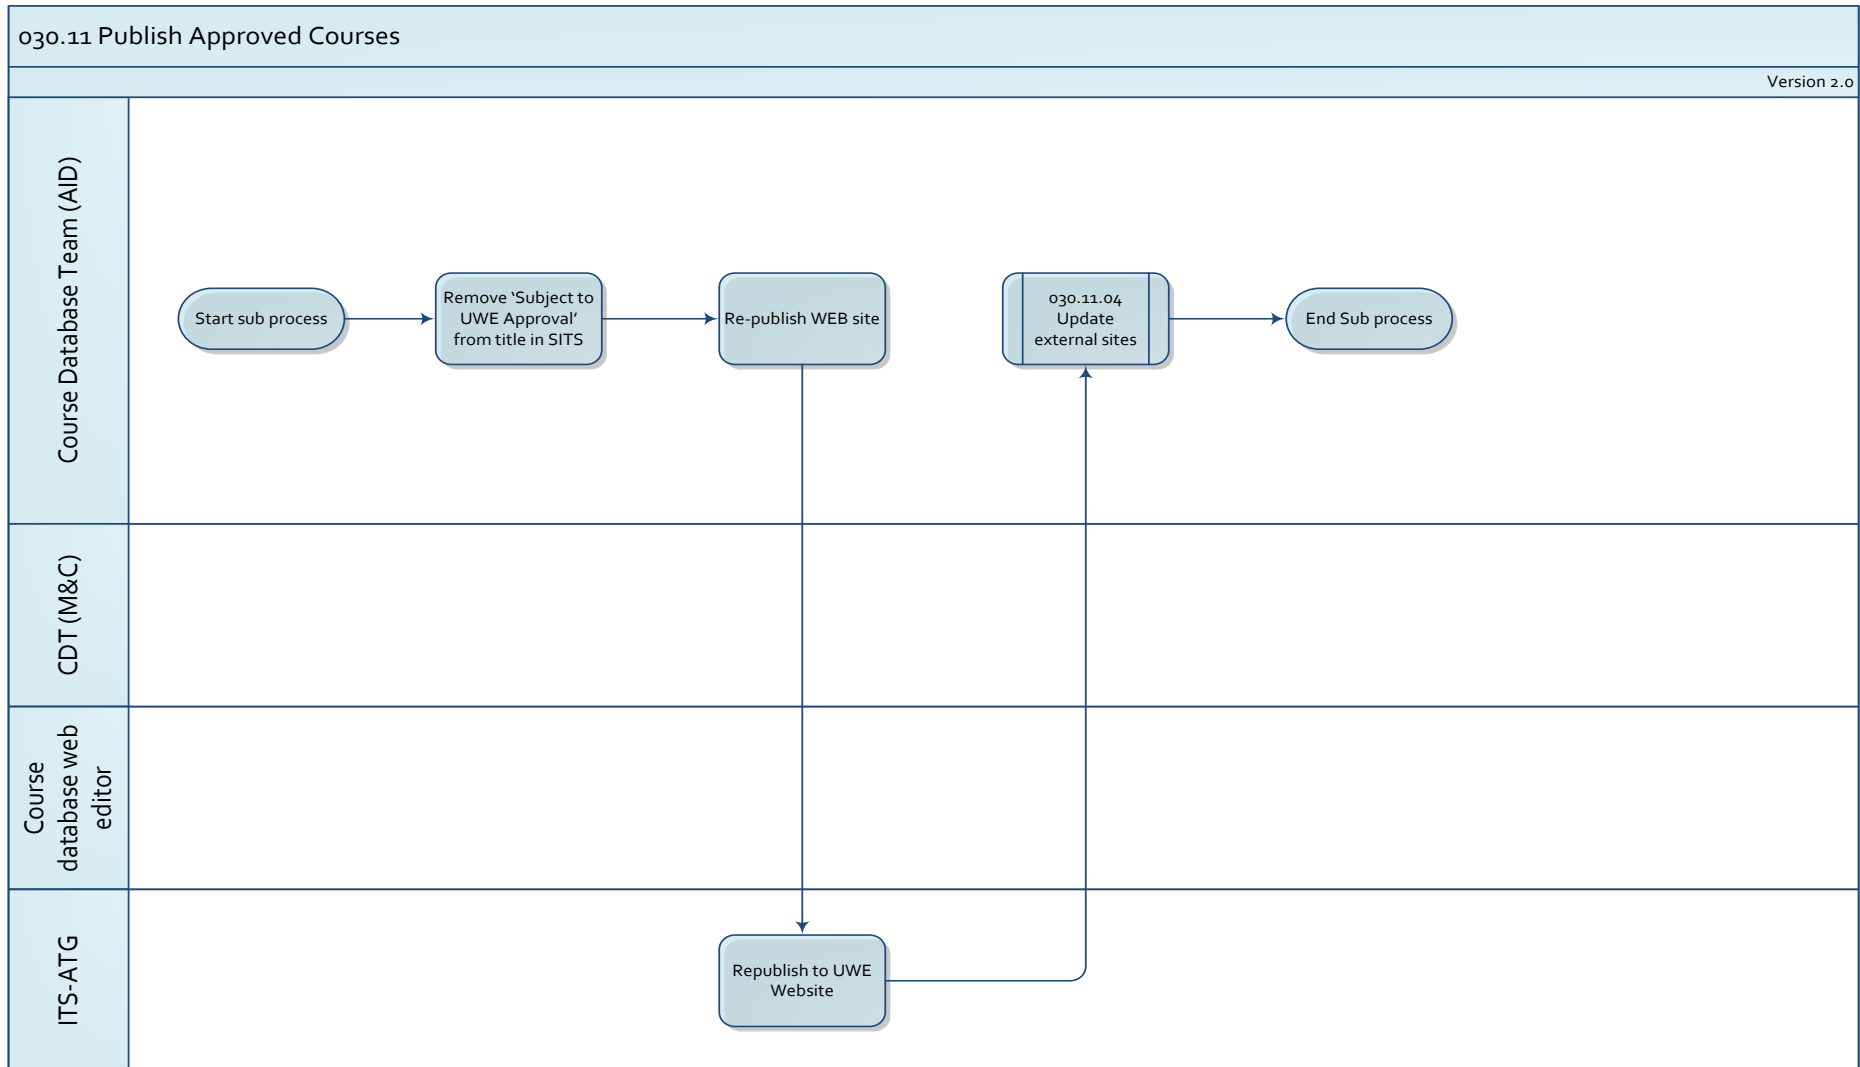 030.11 Publish Approved Courses
Version 2.0
Course Database Team (AID)
Start sub process
Remove ‘Subject to
UWE Approval’
from title in SITS
Re-publish WEB site
030.11.04
Update
external sites
End Sub process
CDT (M&C)
Course
database web
editor
ITS-ATG
Republish to UWE
Website